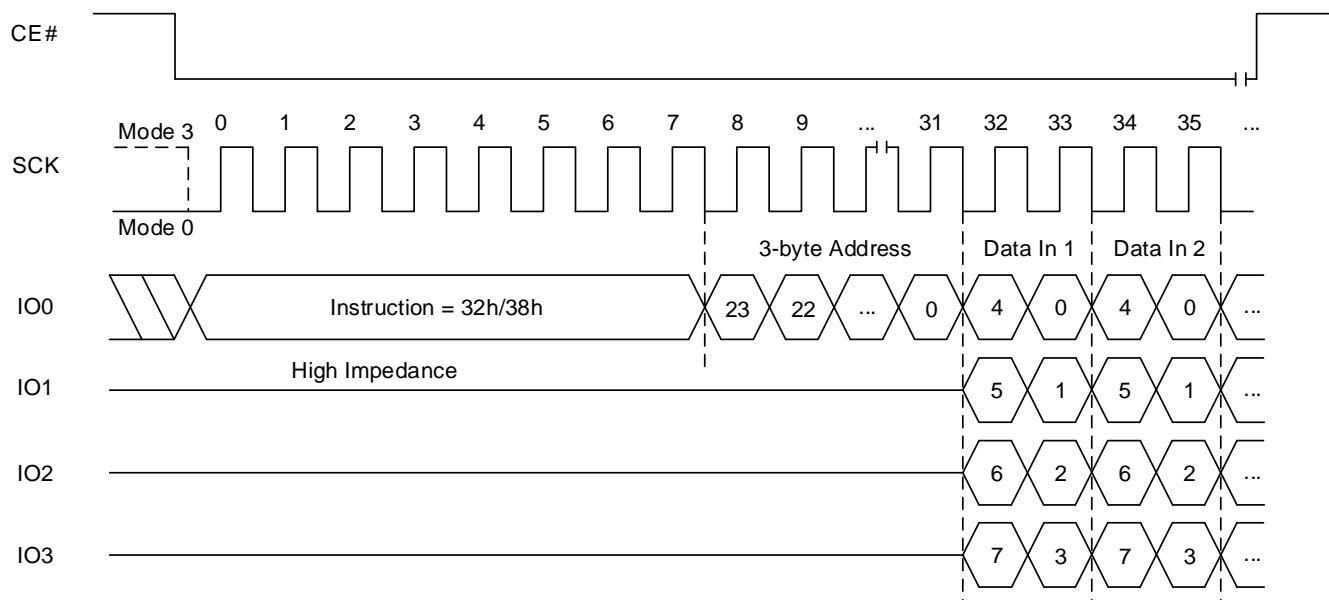 CE#
Mode 3 0 1 2 3 4 5 6 7 8 9 ... 31 32 33 34 35 ...
SCK
Mode 0
3-byte Address Data In 1 Data In 2
IO0 Instruction = 32h/38h 23 22 ... 0 4 0 4 0 ...
High Impedance
IO1 5 1 5 1 ...
IO2 6 2 6 2 ...
IO3 7 3 7 3 ...